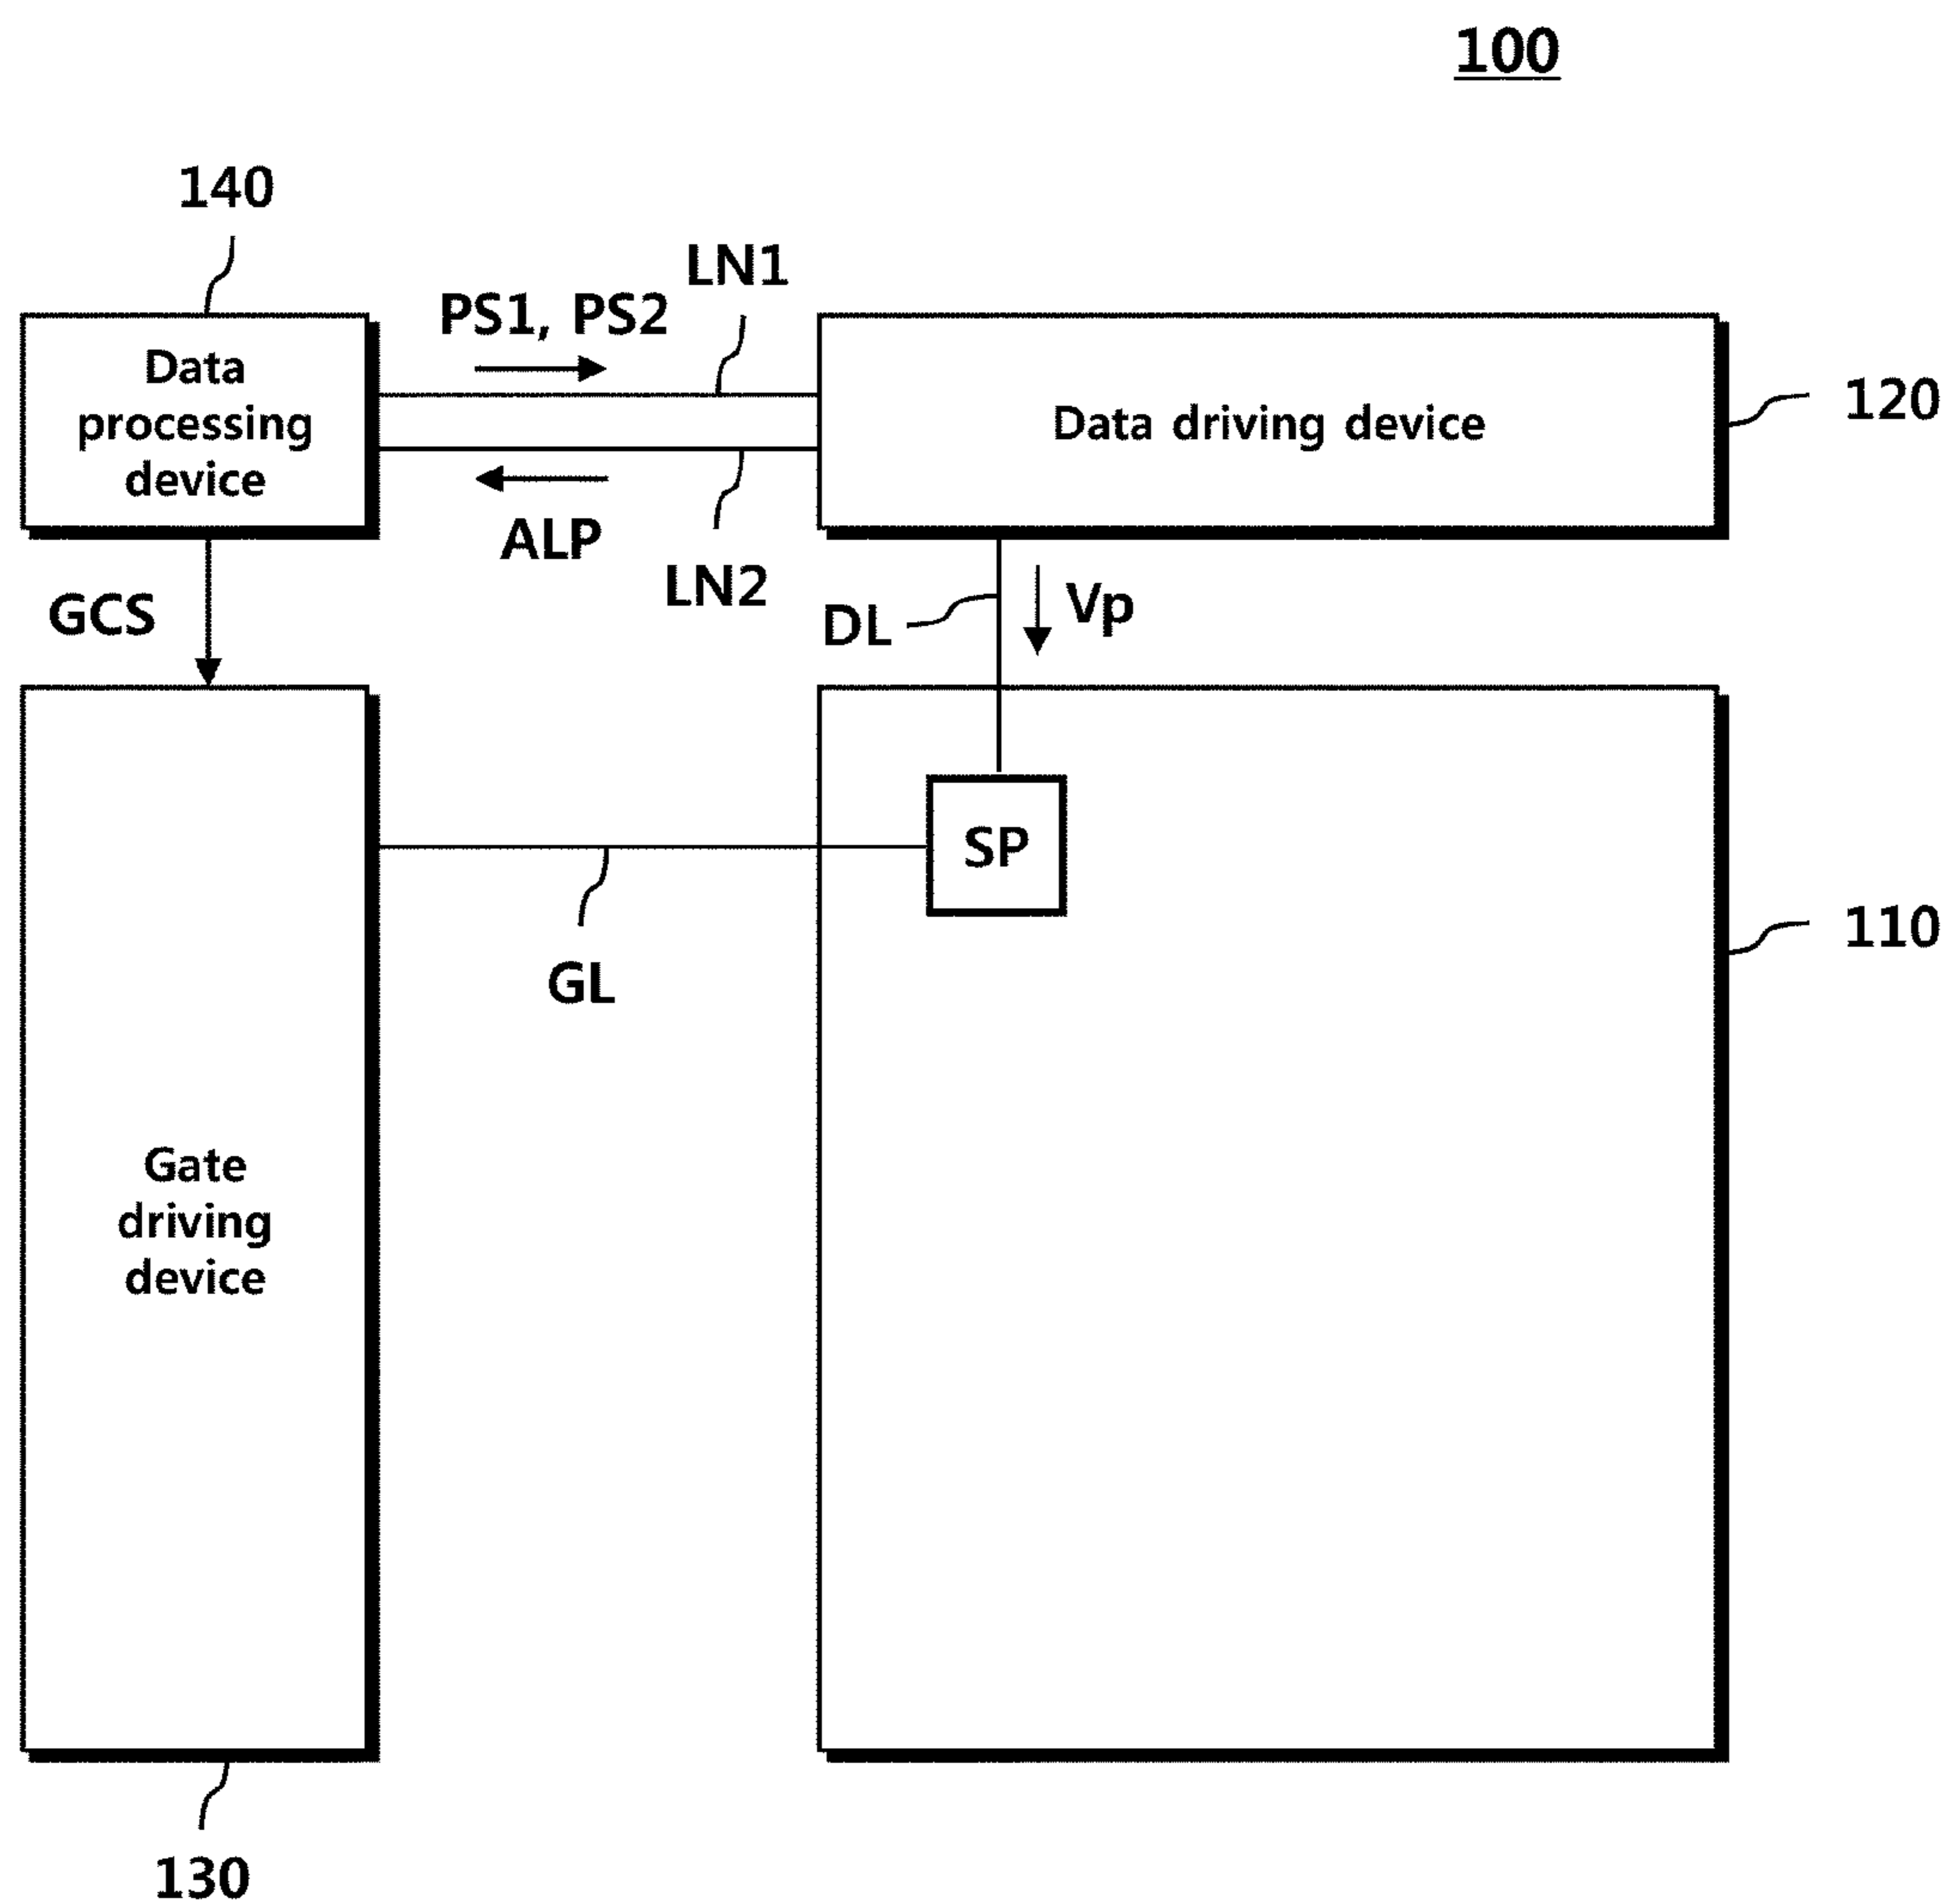 100
140
LN1
PS1, PS2
Data
processing
device
Data driving device
120
ALP
LN2
GCS
DL
Vp
SP
110
GL
Gate
driving
device
130